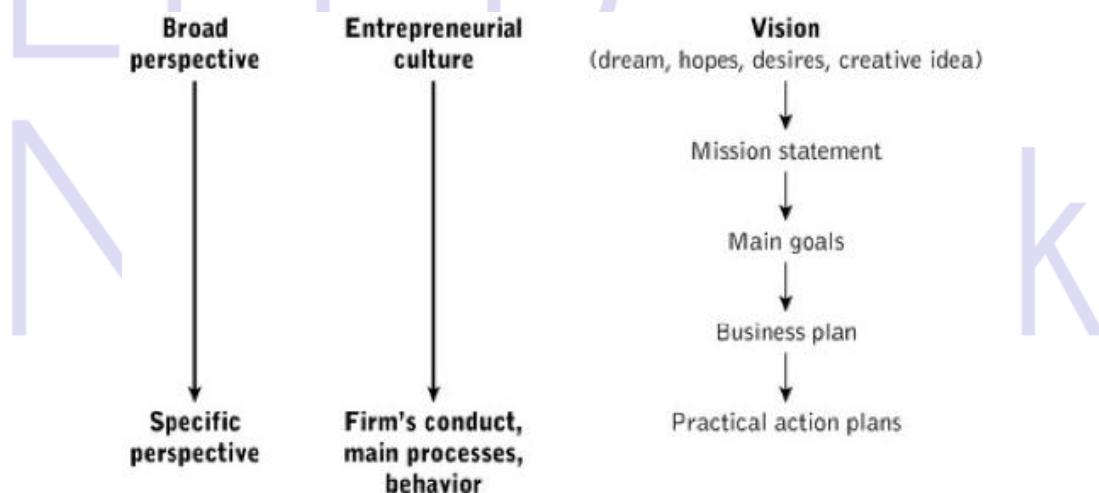 Broad
perspective
Entrepreneurial
culture
Vision
(dream, hopes, desires, creative idea)
Mission statement
Main goals
Business plan
Specific
perspective
Firm's conduct,
main processes,
behavior
Practical action plans